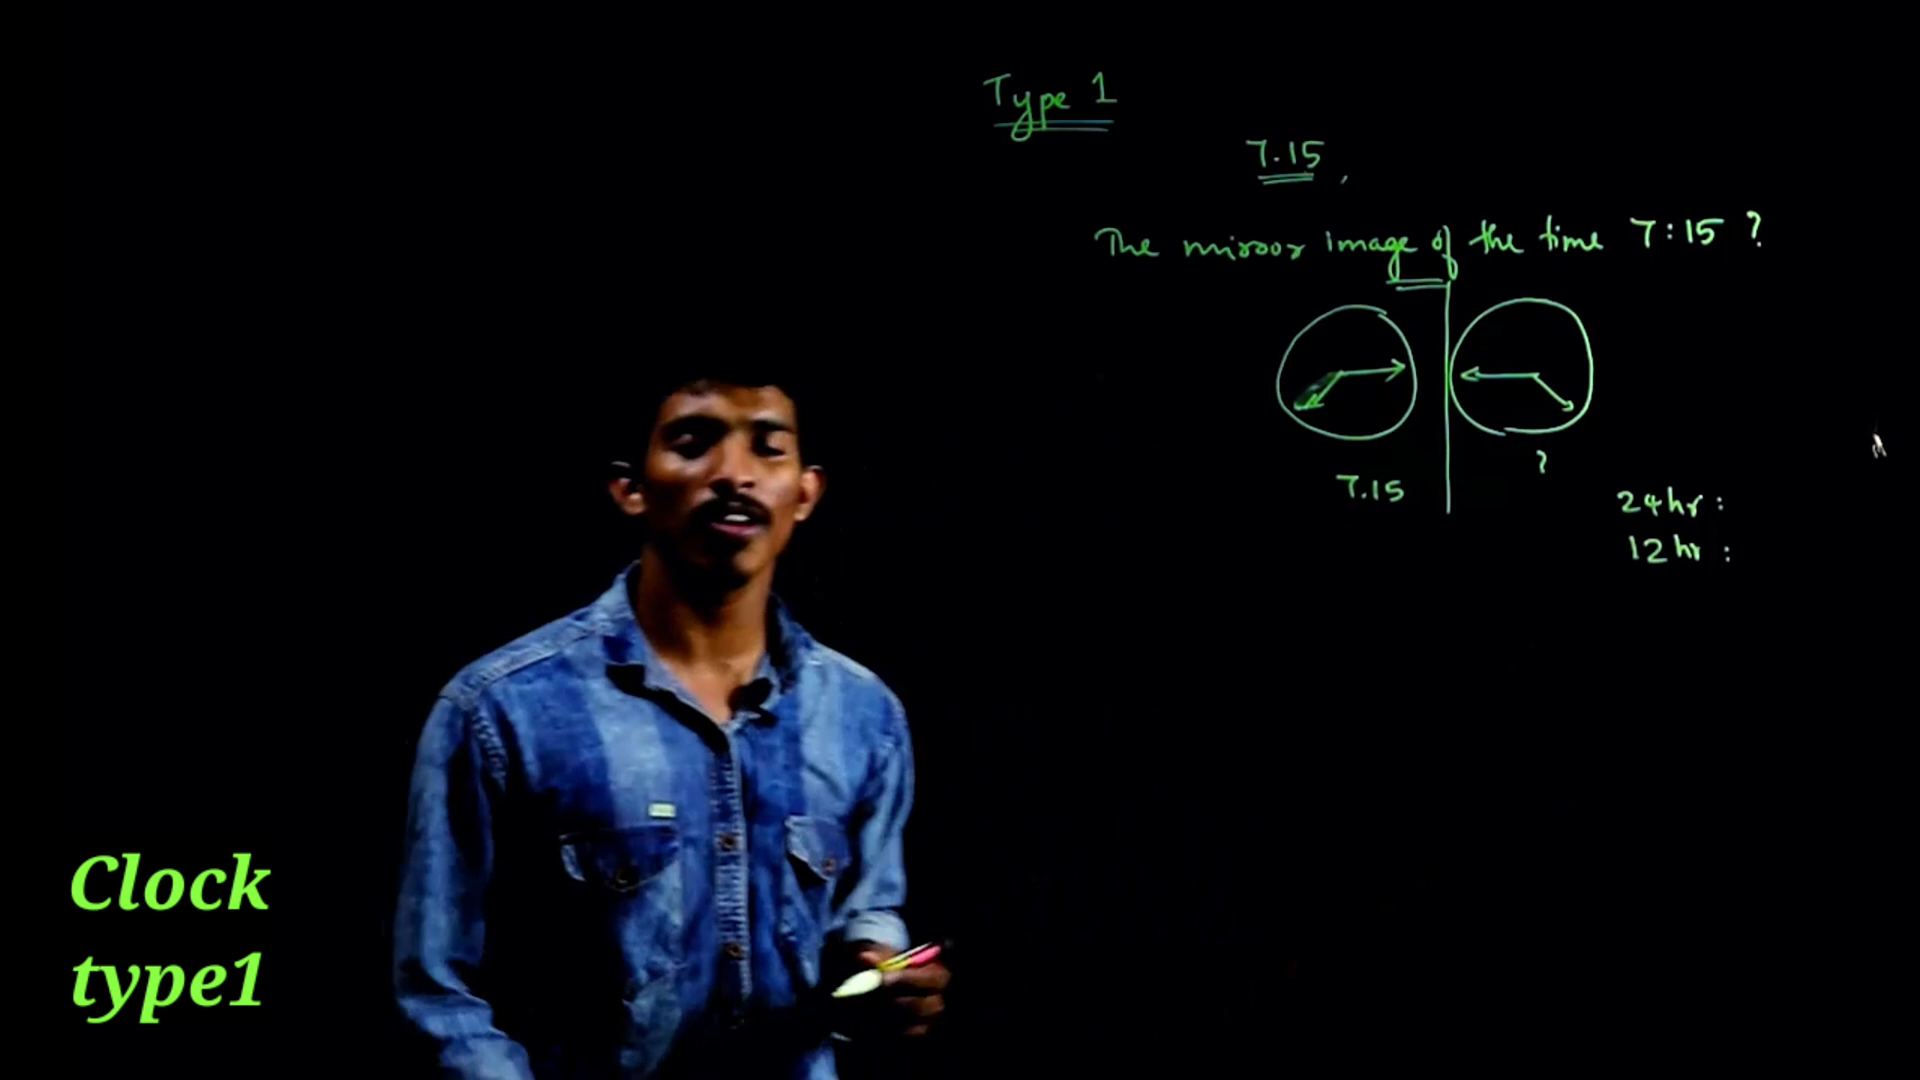 Type 1
7.15,
The mirror image of the time 7:15 ?
7.15
?
24hr :
12hr :
Clock
type1